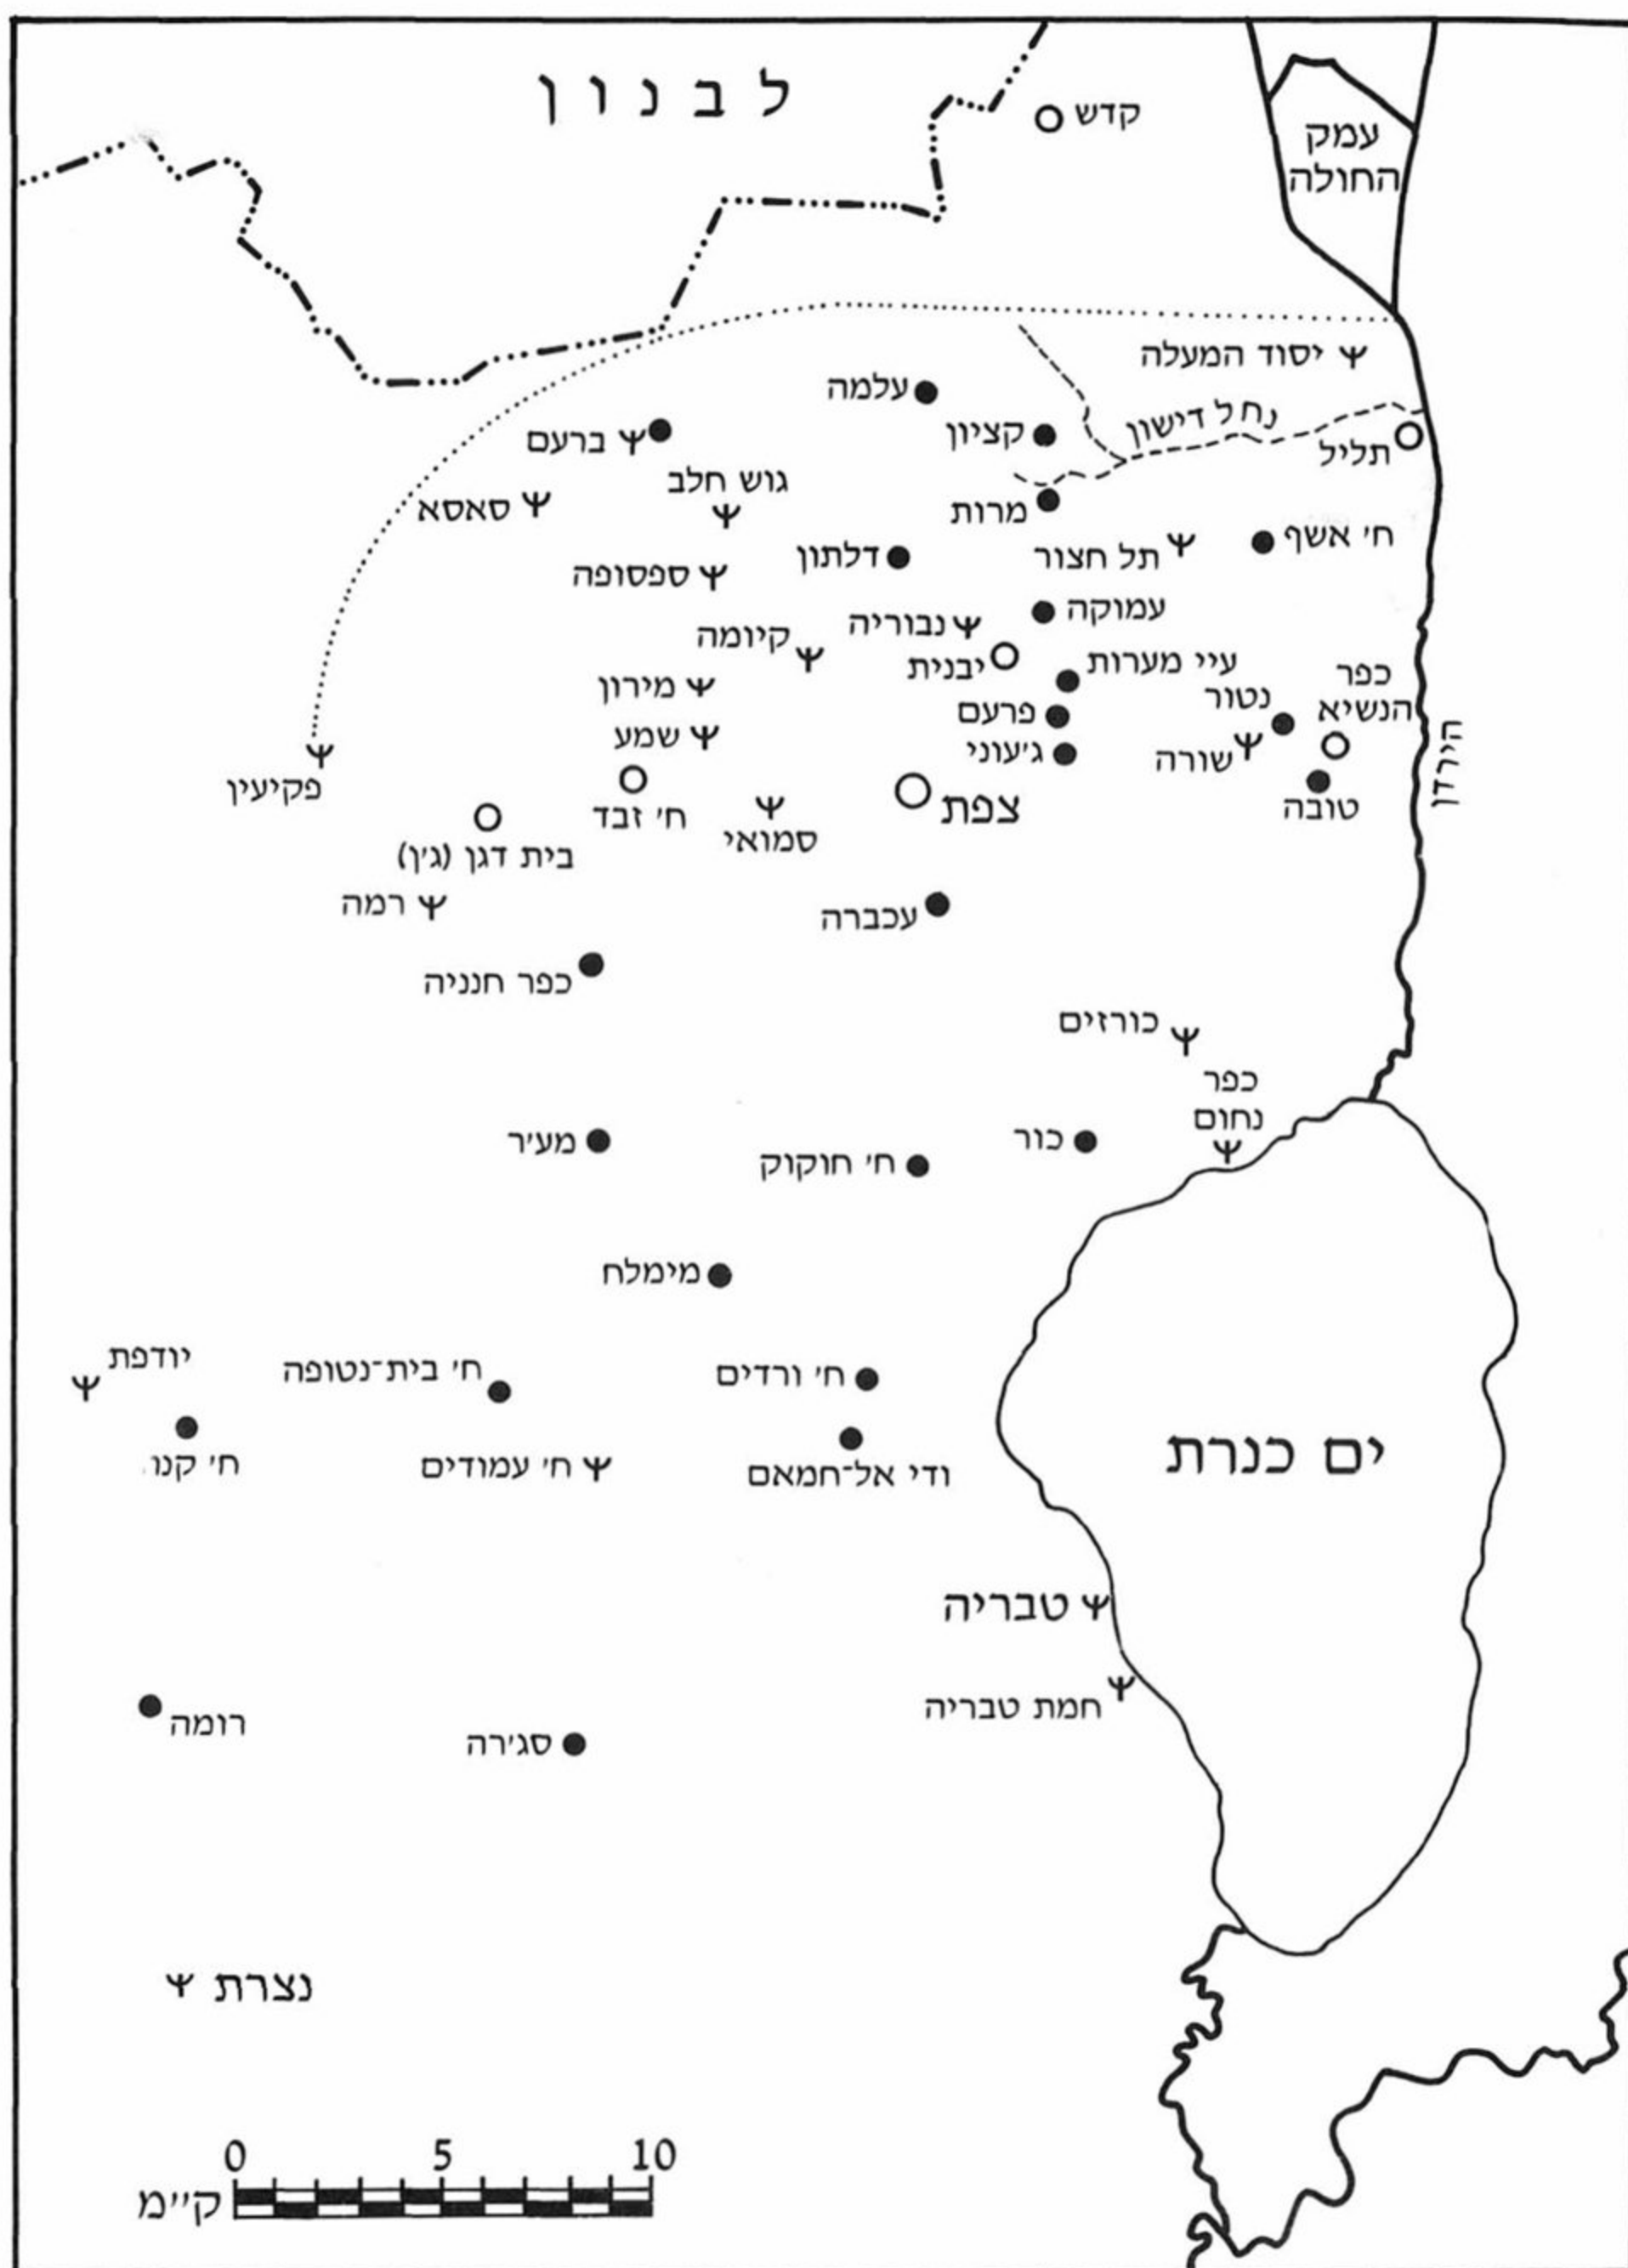 לבנון
קדש
עמק
החולה
יסוד המעלה
עלמה
נחל דישון
קציון
תליל
ברעם
גוש חלב
סאסא
מרות
ח׳ אשף
תל חצור
דלתון
ספסופה
עמוקה
נבוריה
קיומה
יבנית
עיי מערות
כפר
הנשיא
נטור
מירון
פרעם
שמע
ג׳עוני
שורה
הירדן
פקיעין
ח׳ זבד
צפת
טובה
סמואי
בית דגן (ג׳ן)
רמה
עכברה
כפר חנניה
כורזים
כפר
נחום
כור
מע׳ר
ח׳ חוקוק
מימלח
יודפת
ח׳ בית־נטופה
ח׳ ורדים
ים כנרת
ח׳ קנו
ח׳ עמודים
ודי אל־חמאם
טבריה
חמת טבריה
רומה
סג׳רה
נצרת
0 5 10
ק״מ